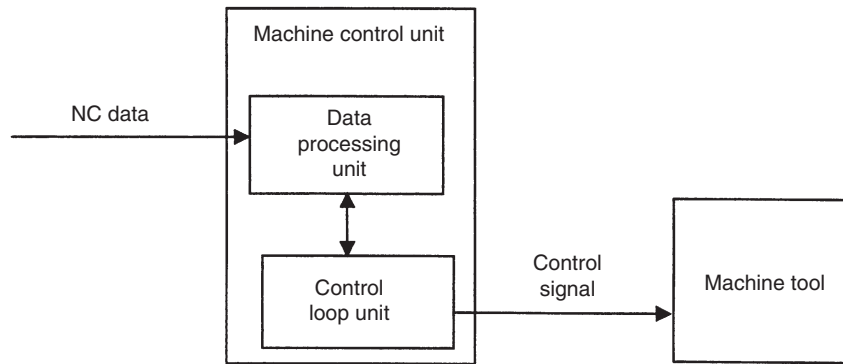 Machine control unit
NC data
Data
processing
unit
Control
loop unit
Control
signal
Machine tool